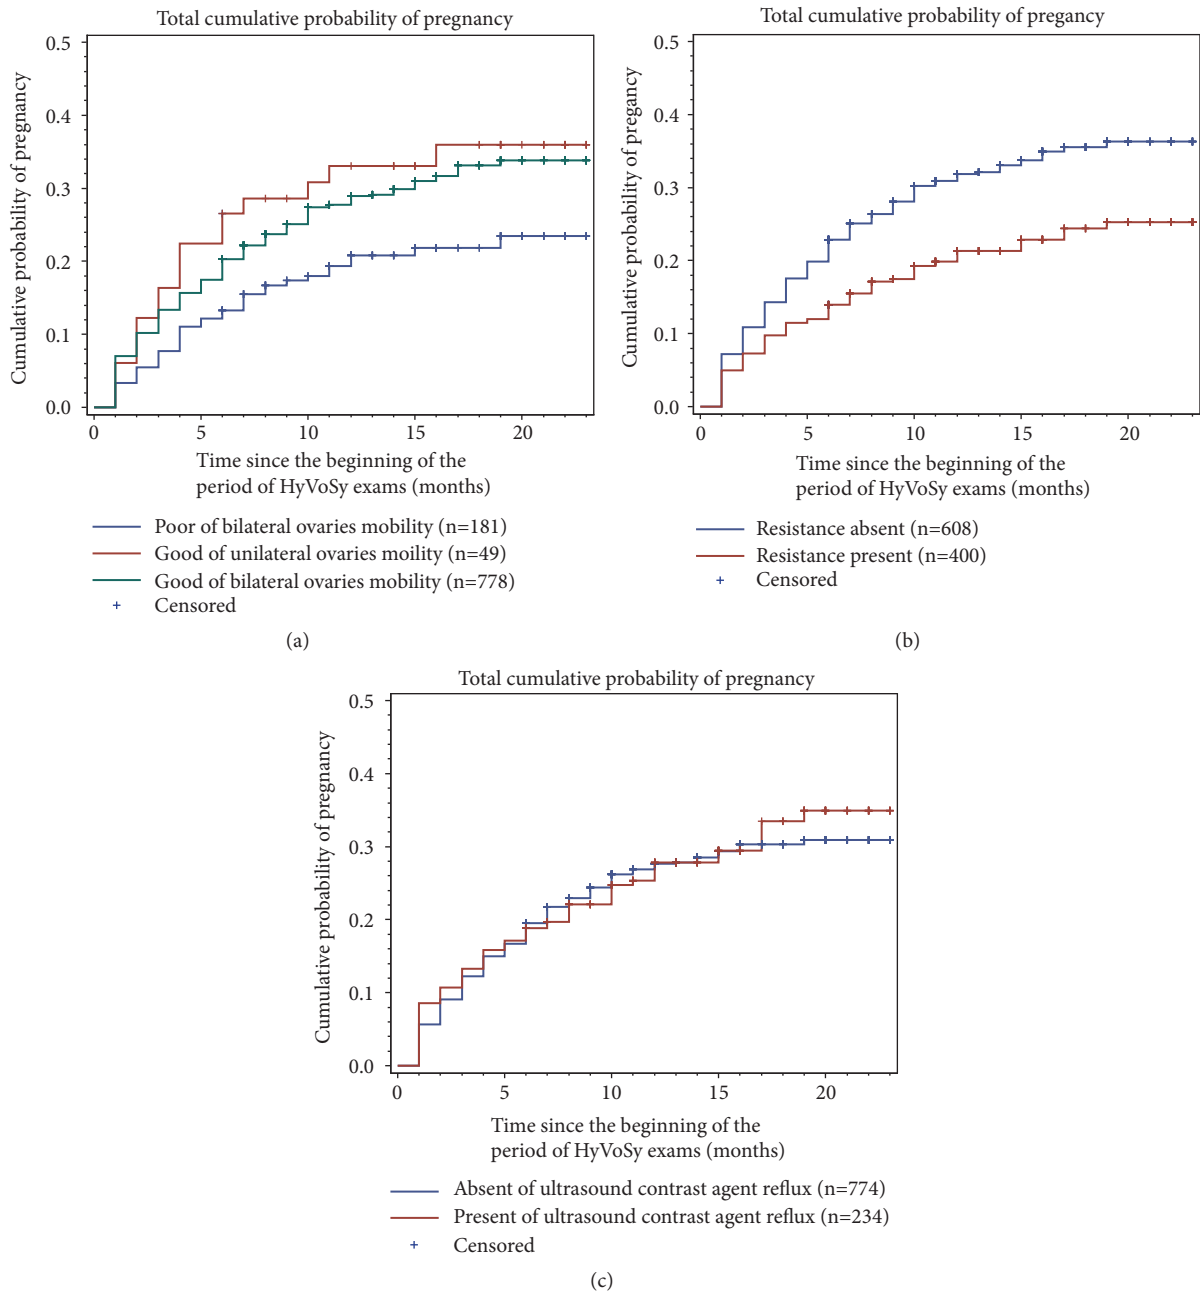 Total cumulative probability of pregnancy
Cumulative probability of pregnancy
0.5
0.4
0.3
0.2
0.1
0.0
0 5 10 15 20
Time since the beginning of the
period of HyVoSy exams (months)
Poor of bilateral ovaries mobility (n=181)
Good of unilateral ovaries moility (n=49)
Good of bilateral ovaries mobility (n=778)
+ Censored
(a)
Total cumulative probability of pregancy
Cumulative probability of pregancy
0.5
0.4
0.3
0.2
0.1
0.0
0 5 10 15 20
Time since the beginning of the
period of HyVoSy exams (months)
Resistance absent (n=608)
Resistance present (n=400)
+ Censored
(b)
Total cumulative probability of pregnancy
Cumulative probability of pregnancy
0.5
0.4
0.3
0.2
0.1
0.0
0 5 10 15 20
Time since the beginning of the
period of HyVoSy exams (months)
Absent of ultrasound contrast agent reflux (n=774)
Present of ultrasound contrast agent reflux (n=234)
+ Censored
(c)